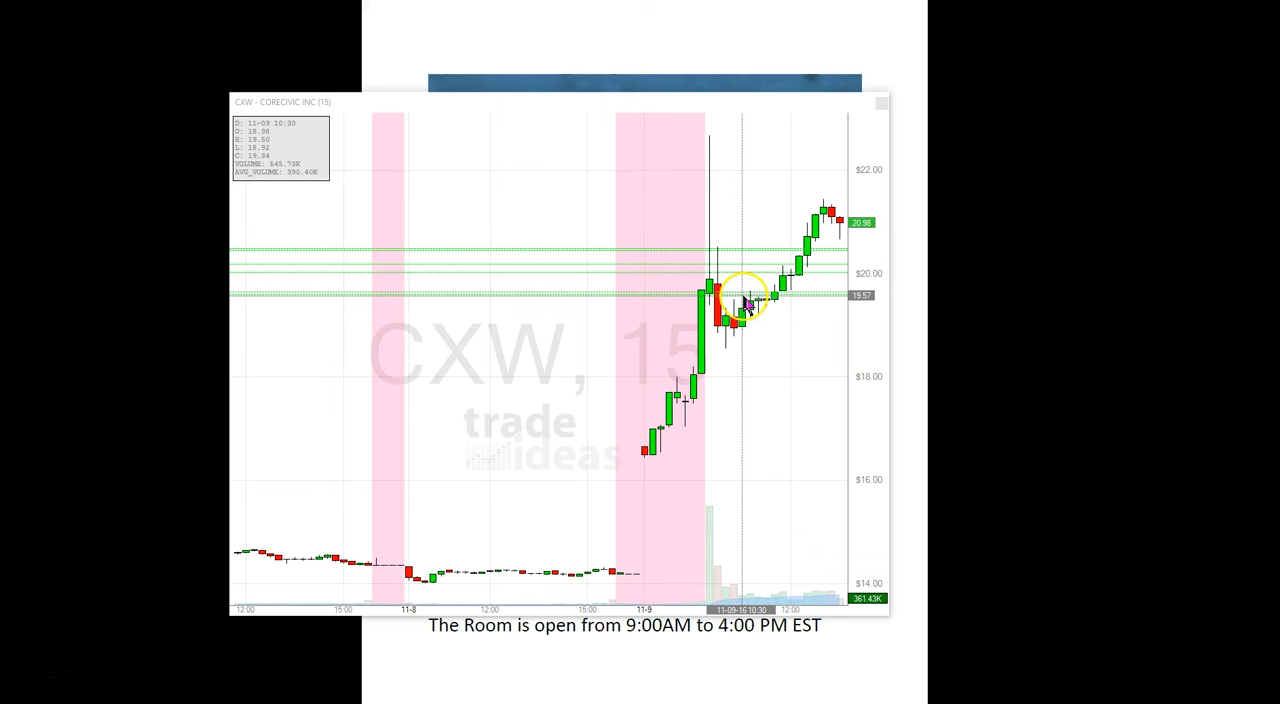 CXW - CORECIVIC INC (15)
D: 11-09 10:30
O: 18.98
H: 19.60
L: 18.92
C: 19.34
VOLUME: 545.73K
AVG_VOLUME: 390.40K
$22.00
20.98
$20.00
19.57
CXW, 15
$18.00
trade
ideas
$16.00
$14.00
361.43K
12:00
15:00
11-8
12:00
15:00
11-9
11-09-16 10:30
12:00
The Room is open from 9:00AM to 4:00 PM EST